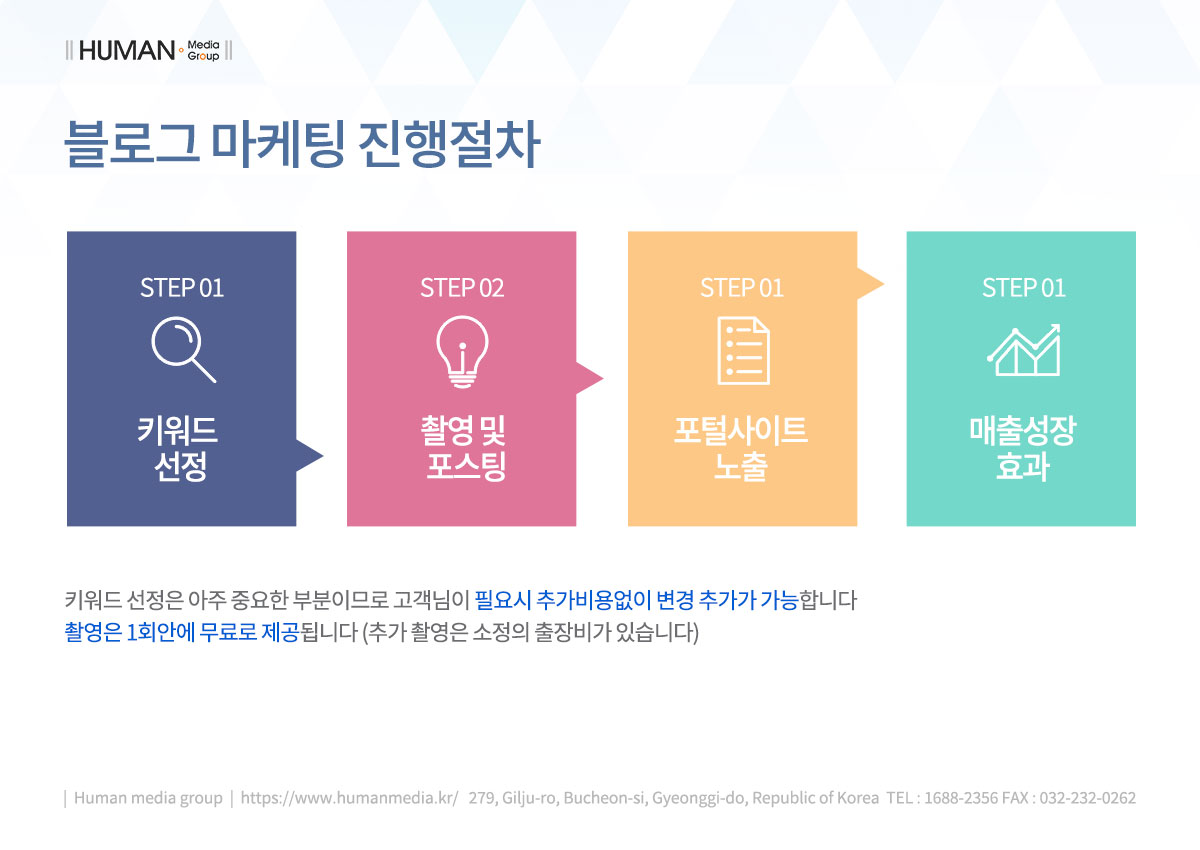 HUMAN Media Group
블로그 마케팅 진행절차
STEP 01
키워드
선정
STEP 02
촬영 및
포스팅
STEP 01
포털사이트
노출
STEP 01
매출성장
효과
키워드 선정은 아주 중요한 부분이므로 고객님이 필요시 추가비용없이 변경 추가가 가능합니다
촬영은 1회안에 무료로 제공됩니다 (추가 촬영은 소정의 출장비가 있습니다)
| Human media group | https://www.humanmedia.kr/ 279, Gilju-ro, Bucheon-si, Gyeonggi-do, Republic of Korea TEL : 1688-2356 FAX : 032-232-0262